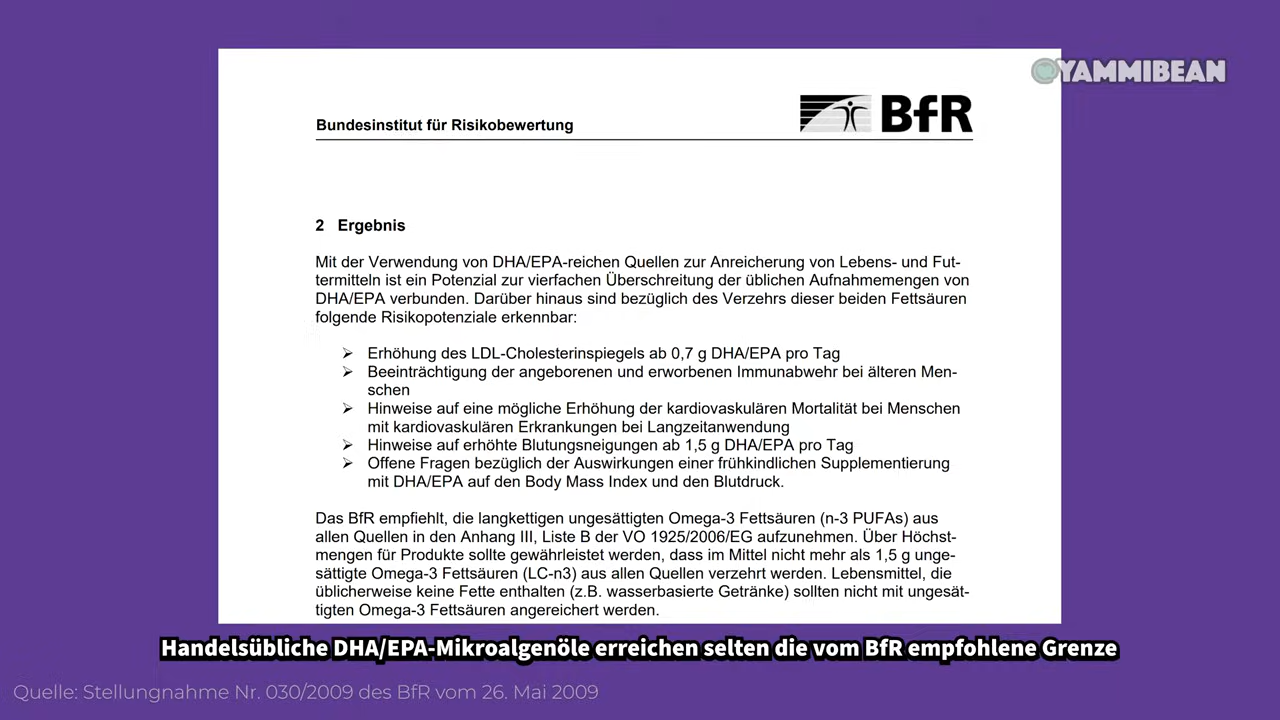 YAMMIBEAN
Bundesinstitut für Risikobewertung
BfR
2 Ergebnis
Mit der Verwendung von DHA/EPA-reichen Quellen zur Anreicherung von Lebens- und Fut-
termitteln ist ein Potenzial zur vierfachen Überschreitung der üblichen Aufnahmemengen von
DHA/EPA verbunden. Darüber hinaus sind bezüglich des Verzehrs dieser beiden Fettsäuren
folgende Risikopotenziale erkennbar:
➢ Erhöhung des LDL-Cholesterinspiegels ab 0,7 g DHA/EPA pro Tag
➢ Beeinträchtigung der angeborenen und erworbenen Immunabwehr bei älteren Men-
schen
➢ Hinweise auf eine mögliche Erhöhung der kardiovaskulären Mortalität bei Menschen
mit kardiovaskulären Erkrankungen bei Langzeitanwendung
➢ Hinweise auf erhöhte Blutungsneigungen ab 1,5 g DHA/EPA pro Tag
➢ Offene Fragen bezüglich der Auswirkungen einer frühkindlichen Supplementierung
mit DHA/EPA auf den Body Mass Index und den Blutdruck.
Das BfR empfiehlt, die langkettigen ungesättigten Omega-3 Fettsäuren (n-3 PUFAs) aus
allen Quellen in den Anhang III, Liste B der VO 1925/2006/EG aufzunehmen. Über Höchst-
mengen für Produkte sollte gewährleistet werden, dass im Mittel nicht mehr als 1,5 g unge-
sättigte Omega-3 Fettsäuren (LC-n3) aus allen Quellen verzehrt werden. Lebensmittel, die
üblicherweise keine Fette enthalten (z.B. wasserbasierte Getränke) sollten nicht mit ungesät-
tigten Omega-3 Fettsäuren angereichert werden.
Handelsübliche DHA/EPA-Mikroalgenöle erreichen selten die vom BfR empfohlene Grenze
Quelle: Stellungnahme Nr. 030/2009 des BfR vom 26. Mai 2009